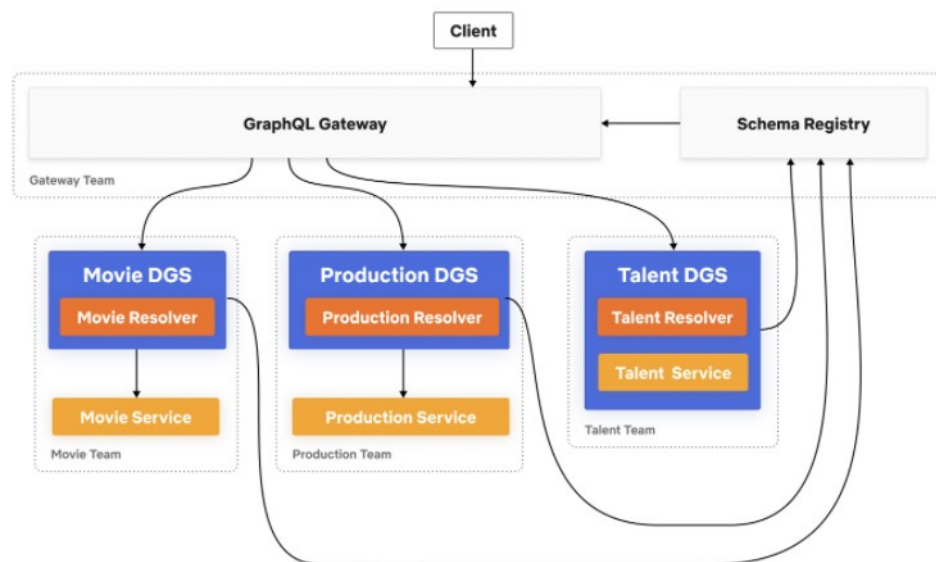 Client
GraphQL Gateway
Schema Registry
Gateway Team
Movie DGS
Movie Resolver
Movie Service
Movie Team
Production DGS
Production Resolver
Production Service
Production Team
Talent DGS
Talent Resolver
Talent Service
Talent Team